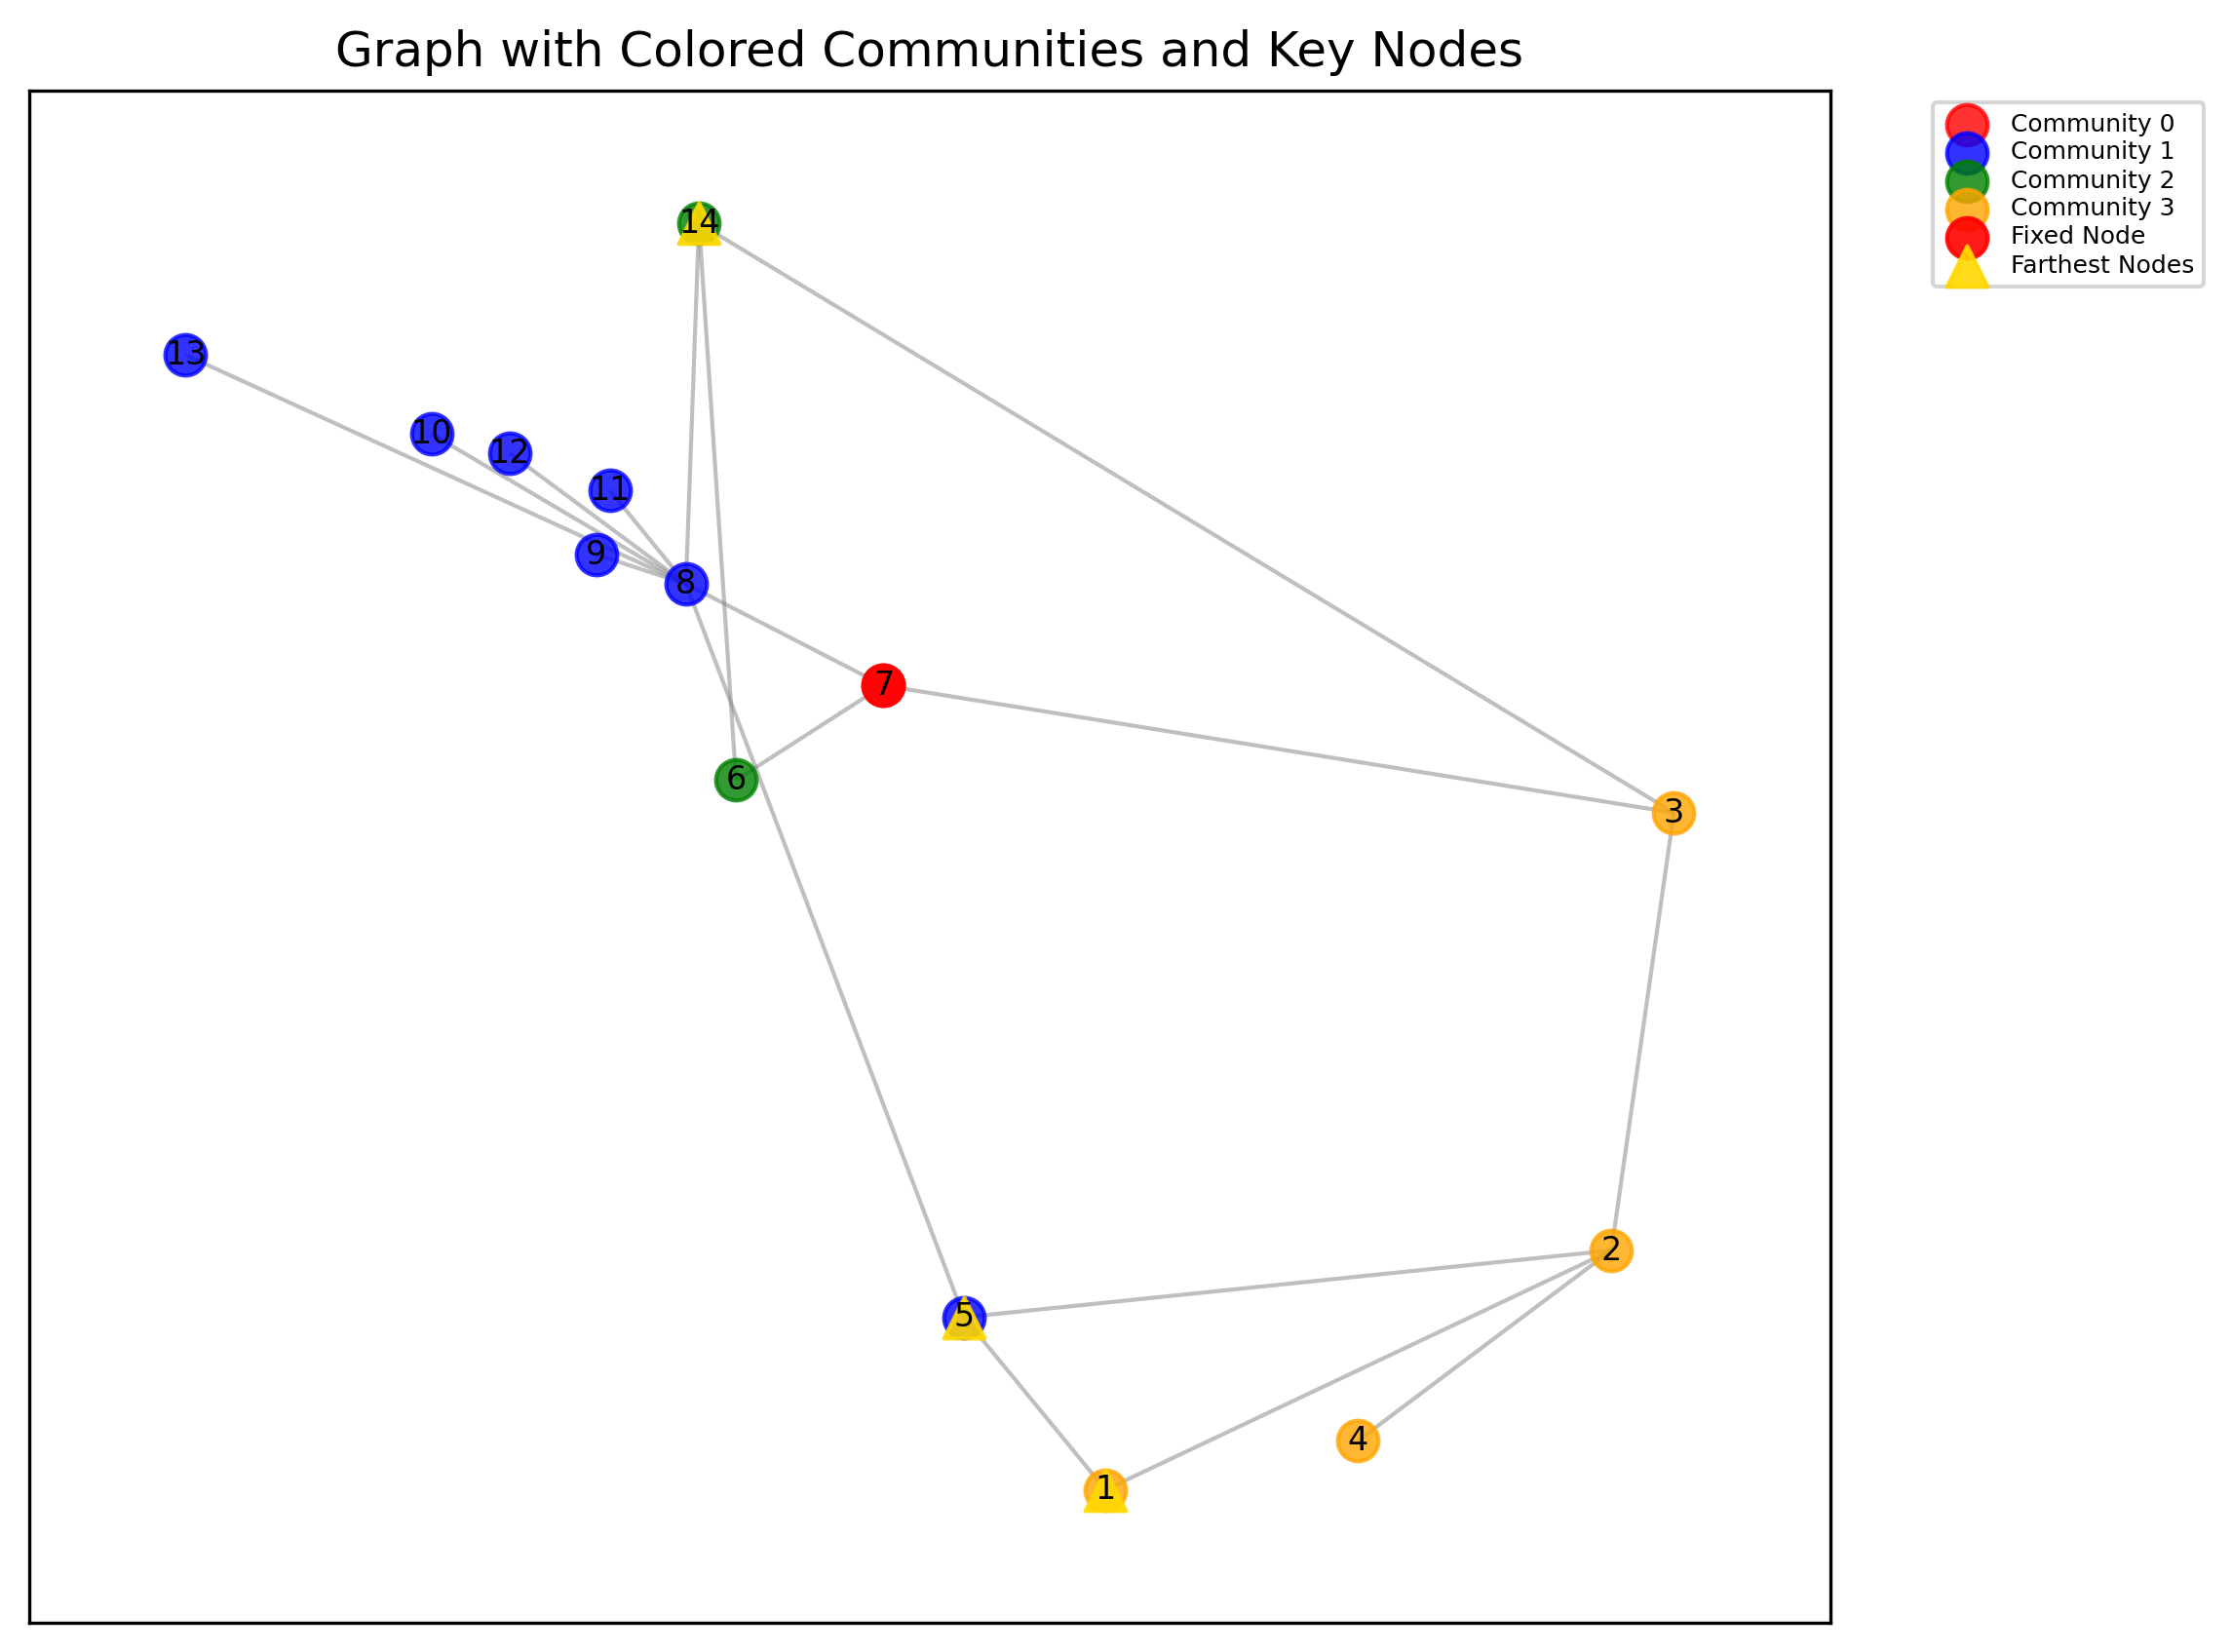 Graph with Colored Communities and Key Nodes
Community 0
Community 1
Community 2
Community 3
Fixed Node
Farthest Nodes
14
13
10
12
11
9
8
7
6
3
2
5
4
1